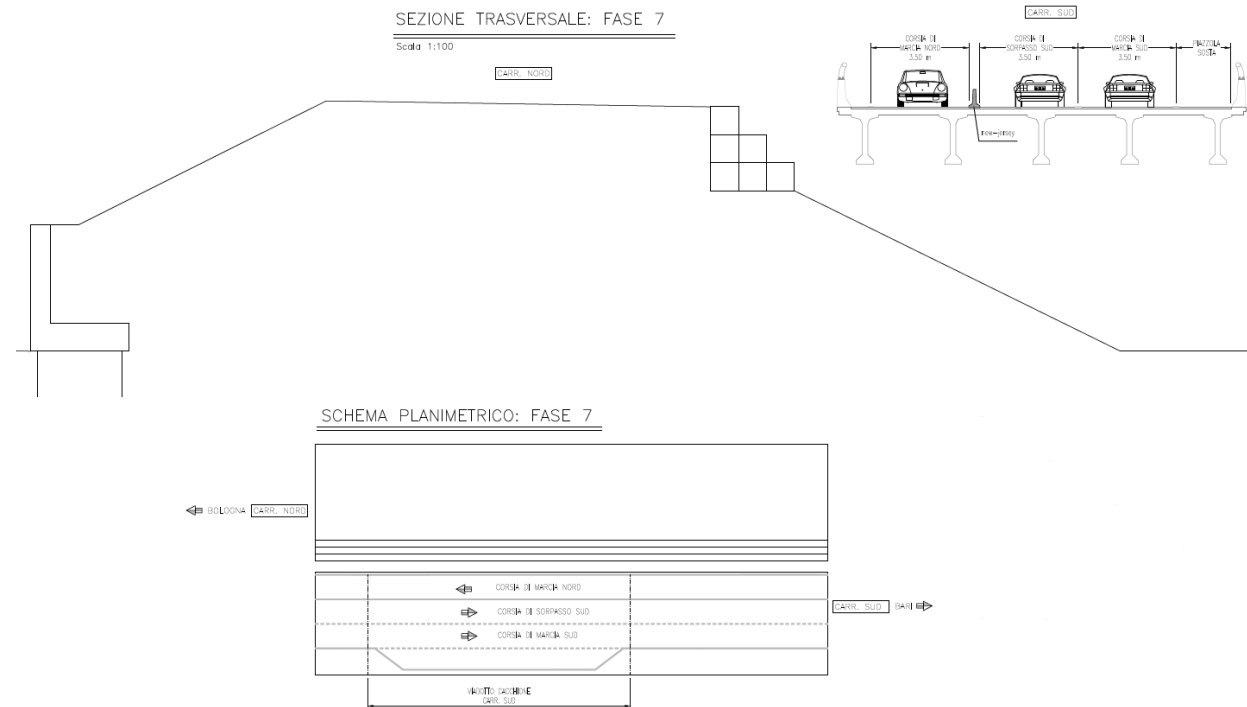 SEZIONE TRASVERSALE: FASE 7
Scala 1:100
CARR. NORD
CARR. SUD
CORSIA DI
MARCIA NORD
3.50 m
CORSIA DI
SORPASSO SUD
3.50 m
CORSIA DI
MARCIA SUD
3.50 m
PIAZZOLA
SOSTA
new-jersey
SCHEMA PLANIMETRICO: FASE 7
BOLOGNA CARR. NORD
CORSIA DI MARCIA NORD
CORSIA DI SORPASSO SUD
CORSIA DI MARCIA SUD
CARR. SUD BARI
VIADOTTO CACCHIONE
CARR. SUD